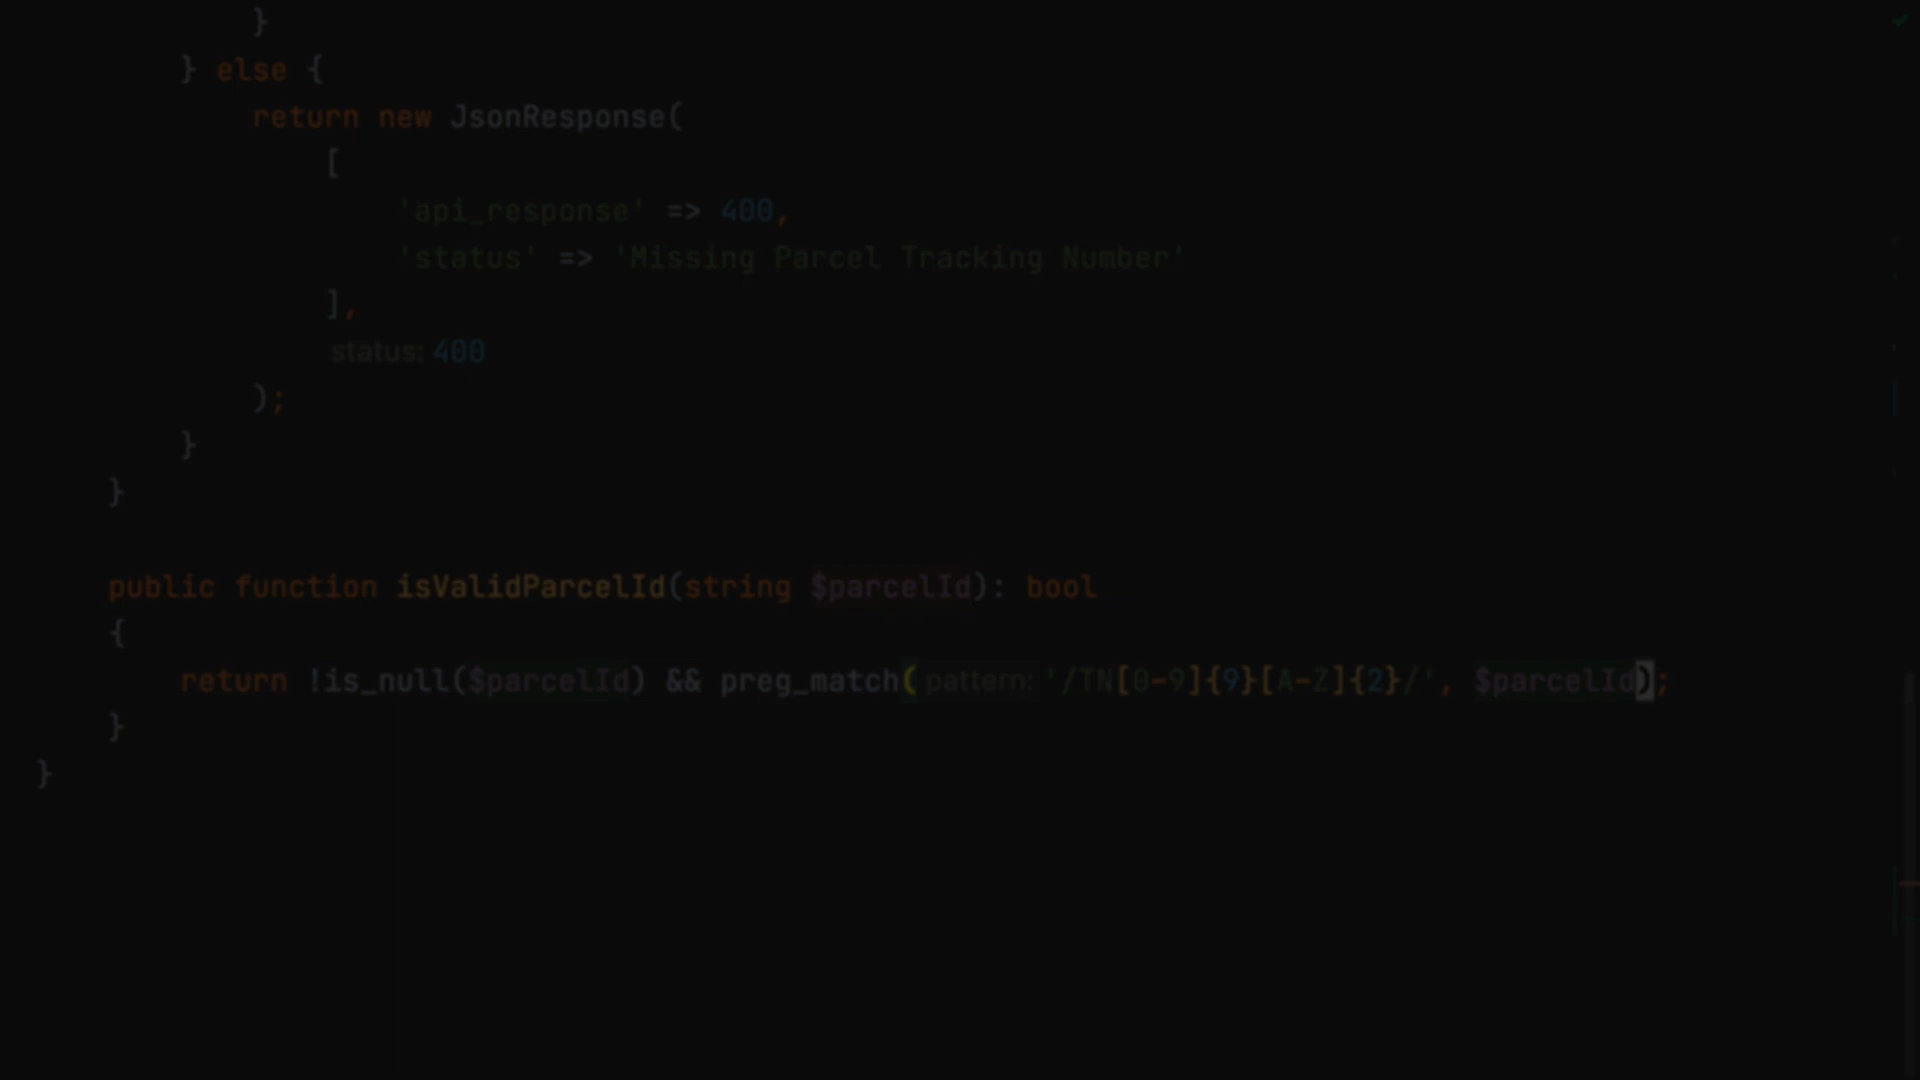 }
} else {
return new JsonResponse(
[
'api_response' => 400,
'status' => 'Missing Parcel Tracking Number'
],
status: 400
);
}
}
public function isValidParcelId(string $parcelId): bool
{
return !is_null($parcelId) && preg_match( pattern: '/TN[0-9]{9}[A-Z]{2}/', $parcelId);
}
}